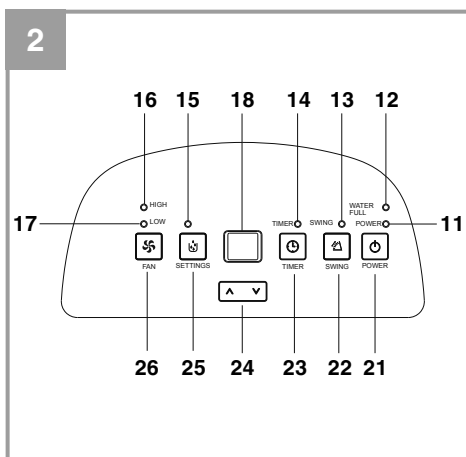 2
16 15 18 14 13 12
HIGH
WATER
FULL
17 LOW TIMER SWING POWER 11
FAN SETTINGS TIMER SWING POWER
26 25 24 23 22 21